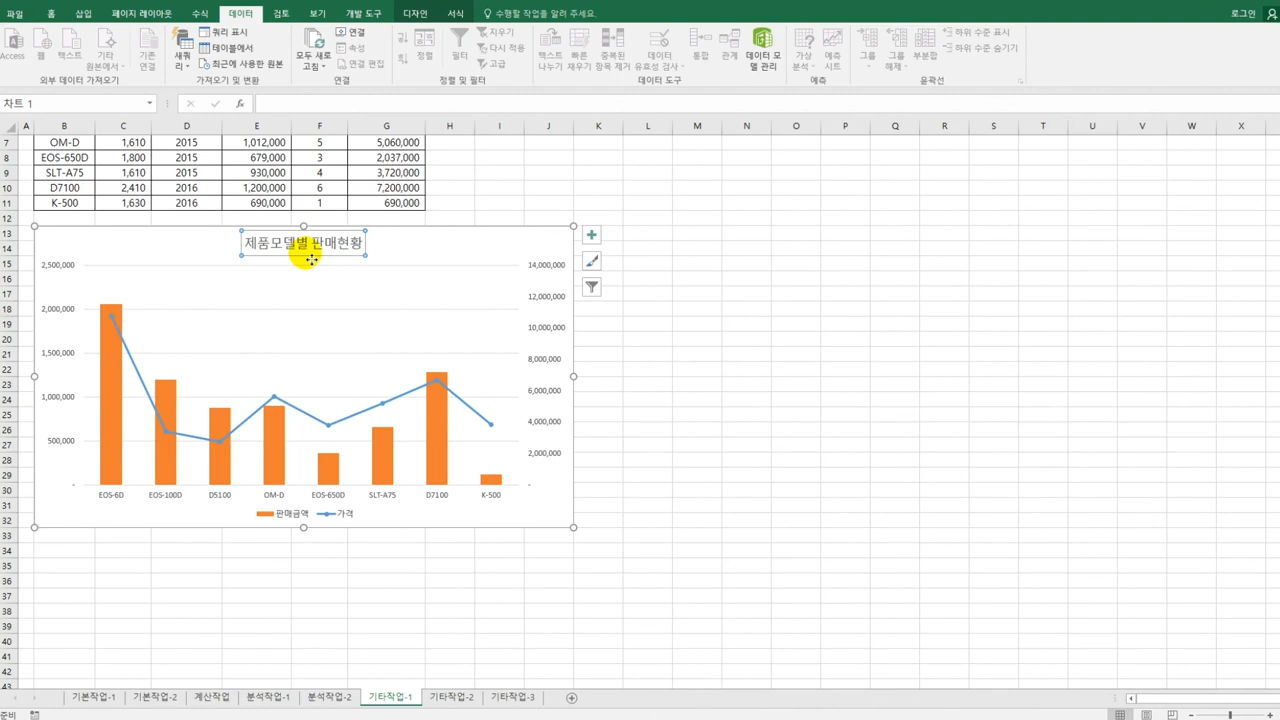 파일 홈 삽입 페이지 레이아웃 수식 데이터 검토 보기 개발 도구 디자인 서식 수행할 작업을 알려 주세요. 로그인
Access 웹 텍스트 기타 원본에서 기존 연결 새쿼리 쿼리 표시 테이블에서 최근에 사용한 원본 모두 새로 고침 연결 속성 연결 편집 정렬 필터 지우기 다시 적용 고급 텍스트 나누기 빠른 채우기 중복된 항목 제거 데이터 유효성 검사 통합 관계 데이터 모델 관리 가상 분석 예측 시트 그룹 그룹 해제 부분합 하위 수준 표시 하위 수준 숨기기
외부 데이터 가져오기 가져오기 및 변환 연결 정렬 및 필터 데이터 도구 예측 윤곽선
차트 1 fx
A B C D E F G H I J K L M N O P Q R S T U V W X
7 OM-D 1,610 2015 1,012,000 5 5,060,000
8 EOS-650D 1,800 2015 679,000 3 2,037,000
9 SLT-A75 1,610 2015 930,000 4 3,720,000
10 D7100 2,410 2016 1,200,000 6 7,200,000
11 K-500 1,630 2016 690,000 1 690,000
12
13 제품모델별 판매현황
14
15 2,500,000 14,000,000
16
17 12,000,000
18 2,000,000
19 10,000,000
20
21 1,500,000 8,000,000
22
23 6,000,000
24 1,000,000
25 4,000,000
26
27 500,000 2,000,000
28
29
30 - -
31 EOS-6D EOS-100D D5100 OM-D EOS-650D SLT-A75 D7100 K-500
32 판매금액 가격
33
34
35
36
37
38
39
40
41
42
43
기본작업-1 기본작업-2 계산작업 분석작업-1 분석작업-2 기타작업-1 기타작업-2 기타작업-3
준비